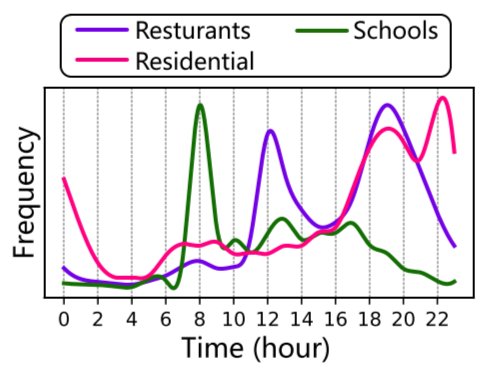 Resturants Schools
Residential
Frequency
0 2 4 6 8 10 12 14 16 18 20 22
Time (hour)